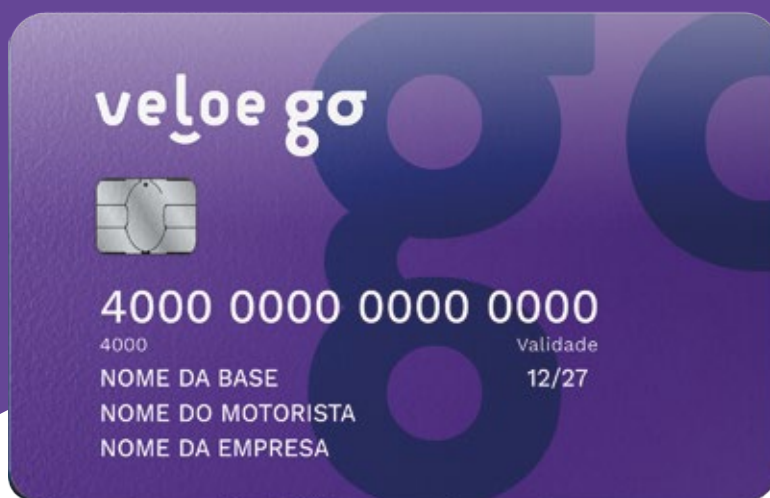 veloe go
4000 0000 0000 0000
4000 Validade
NOME DA BASE 12/27
NOME DO MOTORISTA
NOME DA EMPRESA